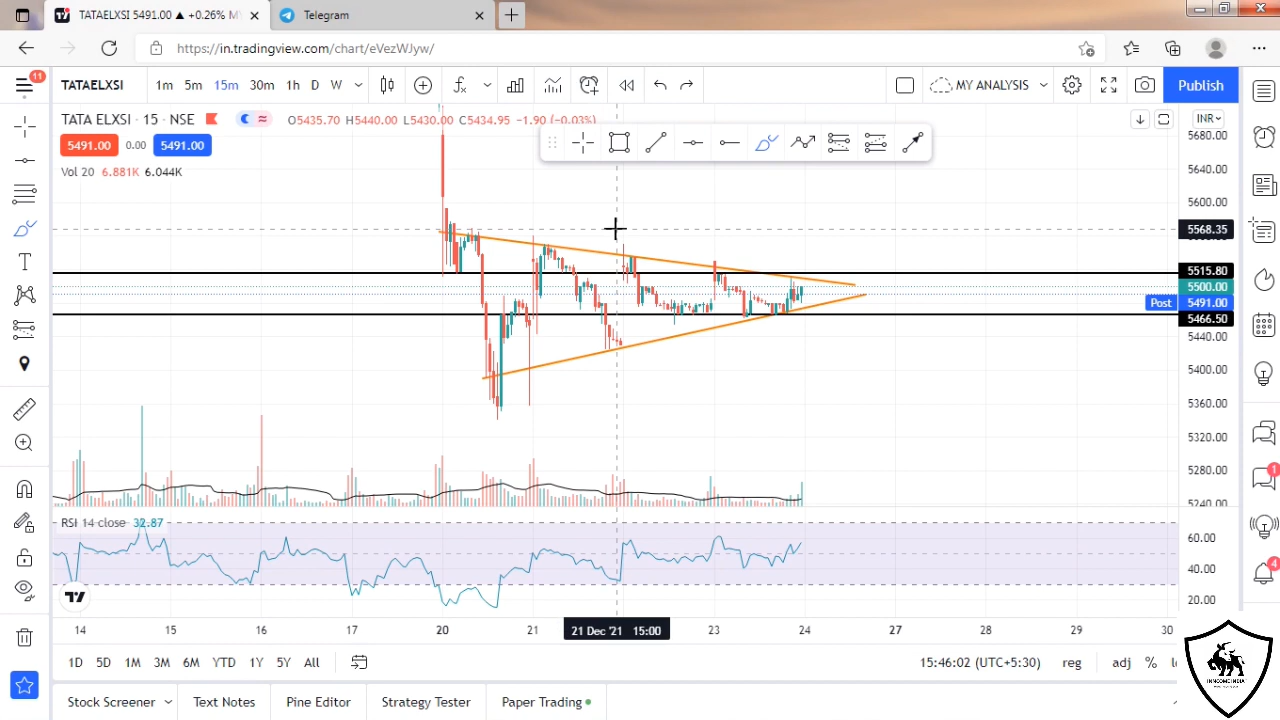 TATAELXSI 5491.00 ▲ +0.26% M
Telegram
https://in.tradingview.com/chart/eVezWJyw/
11
TATAELXSI 1m 5m 15m 30m 1h D W MY ANALYSIS Publish
TATA ELXSI · 15 · NSE O5435.70 H5440.00 L5430.00 C5434.95 −1.90 (−0.03%)
INR
5491.00 0.00 5491.00
Vol 20 6.881K 6.044K
5680.00
5640.00
5600.00
5568.35
5515.80
5500.00
Post 5491.00
5466.50
5440.00
5400.00
5360.00
5320.00
5280.00
5240.00
1
4
RSI 14 close 32.87
60.00
40.00
20.00
14 15 16 20 21 21 Dec '21 15:00 23 24 27 28 29 30
1D 5D 1M 3M 6M YTD 1Y 5Y All 15:46:02 (UTC+5:30) reg adj %
Stock Screener Text Notes Pine Editor Strategy Tester Paper Trading
INNCOMEINDIA